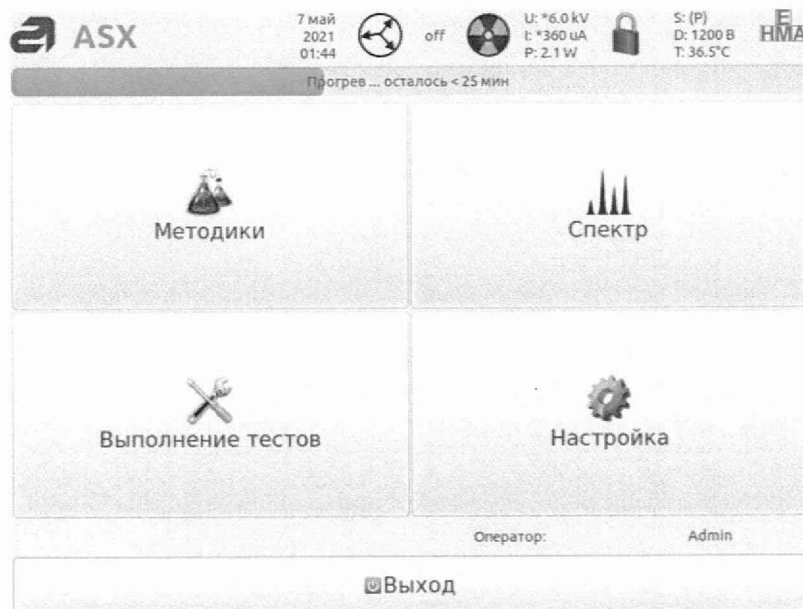 ASX
7 май
2021
01:44
off
U: *6.0 kV
I: *360 uA
P: 2.1 W
S: (P)
D: 1200 В
T: 36.5°C
E
НМА
Прогрев ... осталось < 25 мин
Методики
Спектр
Выполнение тестов
Настройка
Оператор: Admin
Выход